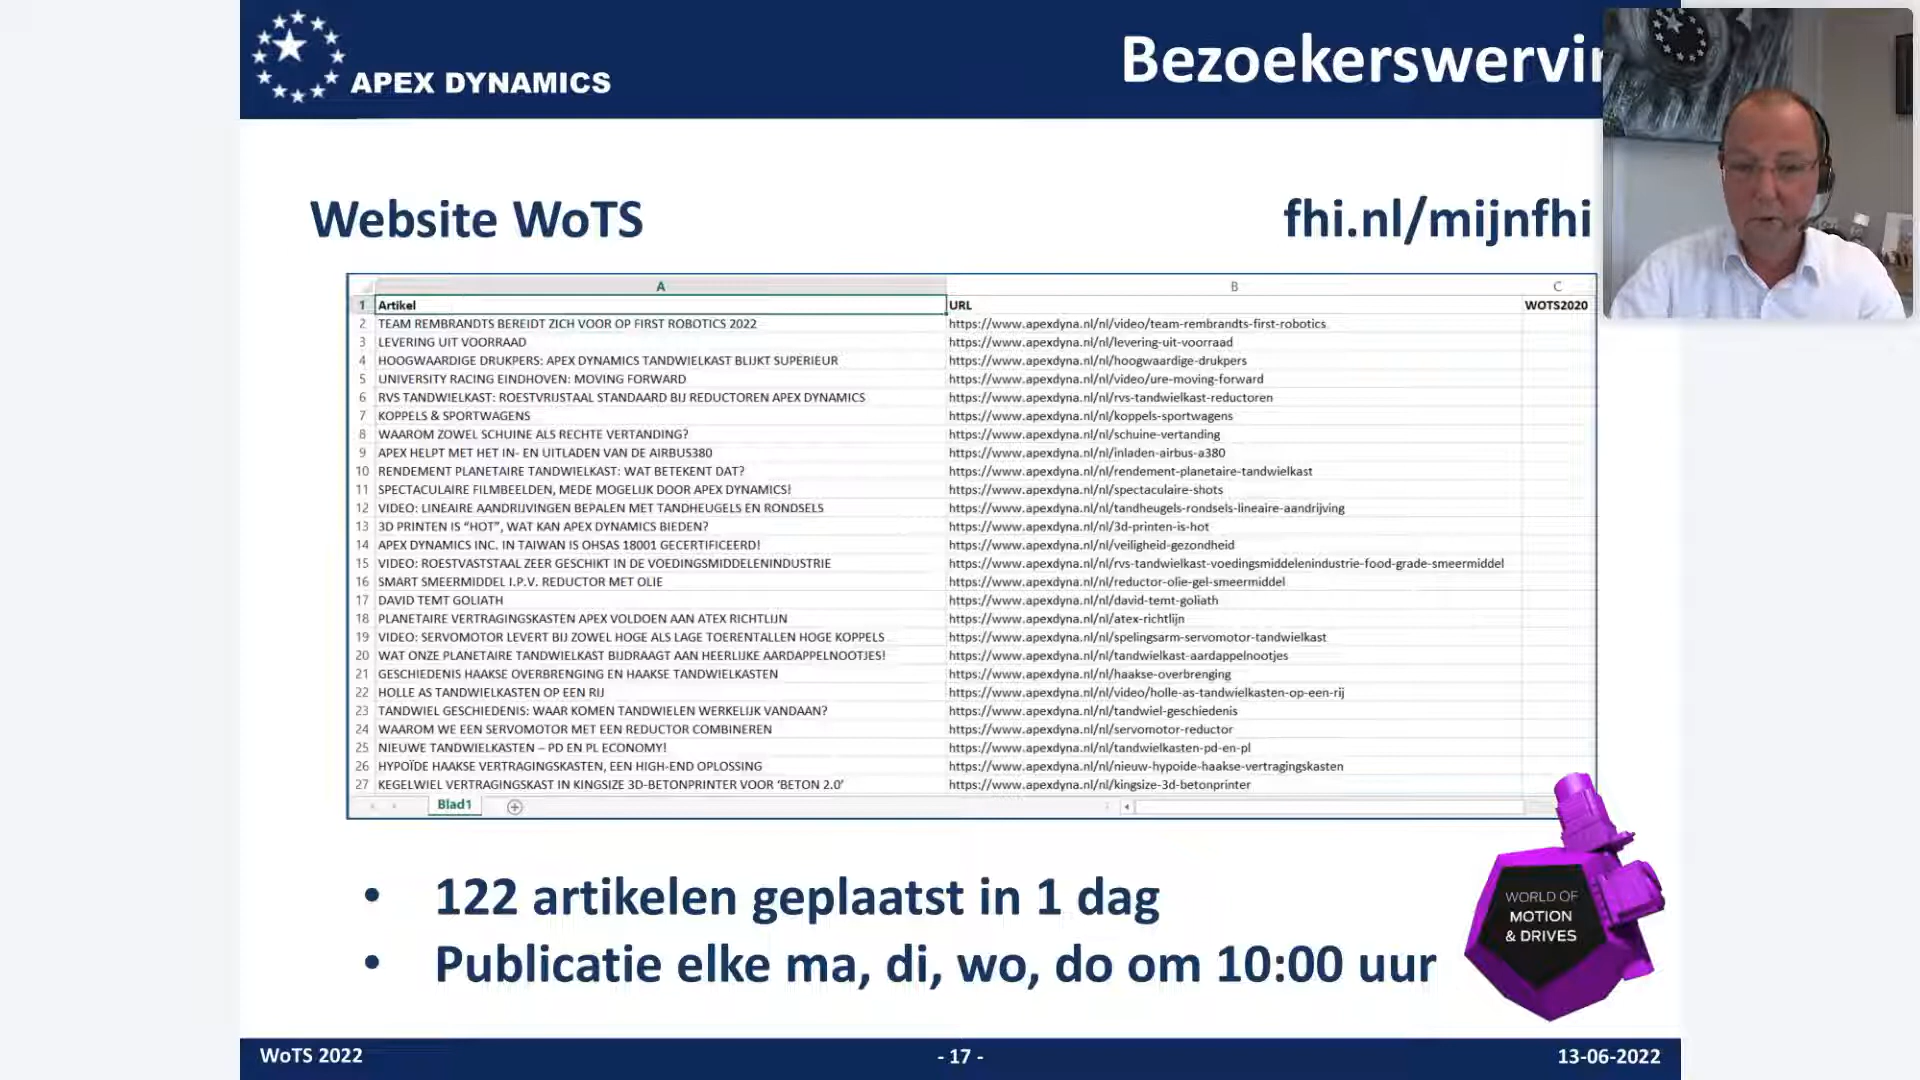 APEX DYNAMICS
Bezoekerswervin
Website WoTS
fhi.nl/mijnfhi
A B C
1 Artikel URL WOTS2020
2 TEAM REMBRANDTS BEREIDT ZICH VOOR OP FIRST ROBOTICS 2022 https://www.apexdyna.nl/nl/video/team-rembrandts-first-robotics
3 LEVERING UIT VOORRAAD https://www.apexdyna.nl/nl/levering-uit-voorraad
4 HOOGWAARDIGE DRUKPERS: APEX DYNAMICS TANDWIELKAST BLIJKT SUPERIEUR https://www.apexdyna.nl/nl/hoogwaardige-drukpers
5 UNIVERSITY RACING EINDHOVEN: MOVING FORWARD https://www.apexdyna.nl/nl/video/ure-moving-forward
6 RVS TANDWIELKAST: ROESTVRIJSTAAL STANDAARD BIJ REDUCTOREN APEX DYNAMICS https://www.apexdyna.nl/nl/rvs-tandwielkast-reductoren
7 KOPPELS & SPORTWAGENS https://www.apexdyna.nl/nl/koppels-sportwagens
8 WAAROM ZOWEL SCHUINE ALS RECHTE VERTANDING? https://www.apexdyna.nl/nl/schuine-vertanding
9 APEX HELPT MET HET IN- EN UITLADEN VAN DE AIRBUS380 https://www.apexdyna.nl/nl/inladen-airbus-a380
10 RENDEMENT PLANETAIRE TANDWIELKAST: WAT BETEKENT DAT? https://www.apexdyna.nl/nl/rendement-planetaire-tandwielkast
11 SPECTACULAIRE FILMBEELDEN, MEDE MOGELIJK DOOR APEX DYNAMICS! https://www.apexdyna.nl/nl/spectaculaire-shots
12 VIDEO: LINEAIRE AANDRIJVINGEN BEPALEN MET TANDHEUGELS EN RONDSELS https://www.apexdyna.nl/nl/tandheugels-rondsels-lineaire-aandrijving
13 3D PRINTEN IS “HOT”, WAT KAN APEX DYNAMICS BIEDEN? https://www.apexdyna.nl/nl/3d-printen-is-hot
14 APEX DYNAMICS INC. IN TAIWAN IS OHSAS 18001 GECERTIFICEERD! https://www.apexdyna.nl/nl/veiligheid-gezondheid
15 VIDEO: ROESTVASTSTAAL ZEER GESCHIKT IN DE VOEDINGSMIDDELENINDUSTRIE https://www.apexdyna.nl/nl/rvs-tandwielkast-voedingsmiddelenindustrie-food-grade-smeermiddel
16 SMART SMEERMIDDEL I.P.V. REDUCTOR MET OLIE https://www.apexdyna.nl/nl/reductor-olie-gel-smeermiddel
17 DAVID TEMT GOLIATH https://www.apexdyna.nl/nl/david-temt-goliath
18 PLANETAIRE VERTRAGINGSKASTEN APEX VOLDOEN AAN ATEX RICHTLIJN https://www.apexdyna.nl/nl/atex-richtlijn
19 VIDEO: SERVOMOTOR LEVERT BIJ ZOWEL HOGE ALS LAGE TOERENTALLEN HOGE KOPPELS https://www.apexdyna.nl/nl/spelingsarm-servomotor-tandwielkast
20 WAT ONZE PLANETAIRE TANDWIELKAST BIJDRAAGT AAN HEERLIJKE AARDAPPELNOOTJES! https://www.apexdyna.nl/nl/tandwielkast-aardappelnootjes
21 GESCHIEDENIS HAAKSE OVERBRENGING EN HAAKSE TANDWIELKASTEN https://www.apexdyna.nl/nl/haakse-overbrenging
22 HOLLE AS TANDWIELKASTEN OP EEN RIJ https://www.apexdyna.nl/nl/video/holle-as-tandwielkasten-op-een-rij
23 TANDWIEL GESCHIEDENIS: WAAR KOMEN TANDWIELEN WERKELIJK VANDAAN? https://www.apexdyna.nl/nl/tandwiel-geschiedenis
24 WAAROM WE EEN SERVOMOTOR MET EEN REDUCTOR COMBINEREN https://www.apexdyna.nl/nl/servomotor-reductor
25 NIEUWE TANDWIELKASTEN – PD EN PL ECONOMY! https://www.apexdyna.nl/nl/tandwielkasten-pd-en-pl
26 HYPOÏDE HAAKSE VERTRAGINGSKASTEN, EEN HIGH-END OPLOSSING https://www.apexdyna.nl/nl/nieuw-hypoide-haakse-vertragingskasten
27 KEGELWIEL VERTRAGINGSKAST IN KINGSIZE 3D-BETONPRINTER VOOR ‘BETON 2.0’ https://www.apexdyna.nl/nl/kingsize-3d-betonprinter
Blad1
• 122 artikelen geplaatst in 1 dag
• Publicatie elke ma, di, wo, do om 10:00 uur
WORLD OF
MOTION
& DRIVES
WoTS 2022
- 17 -
13-06-2022